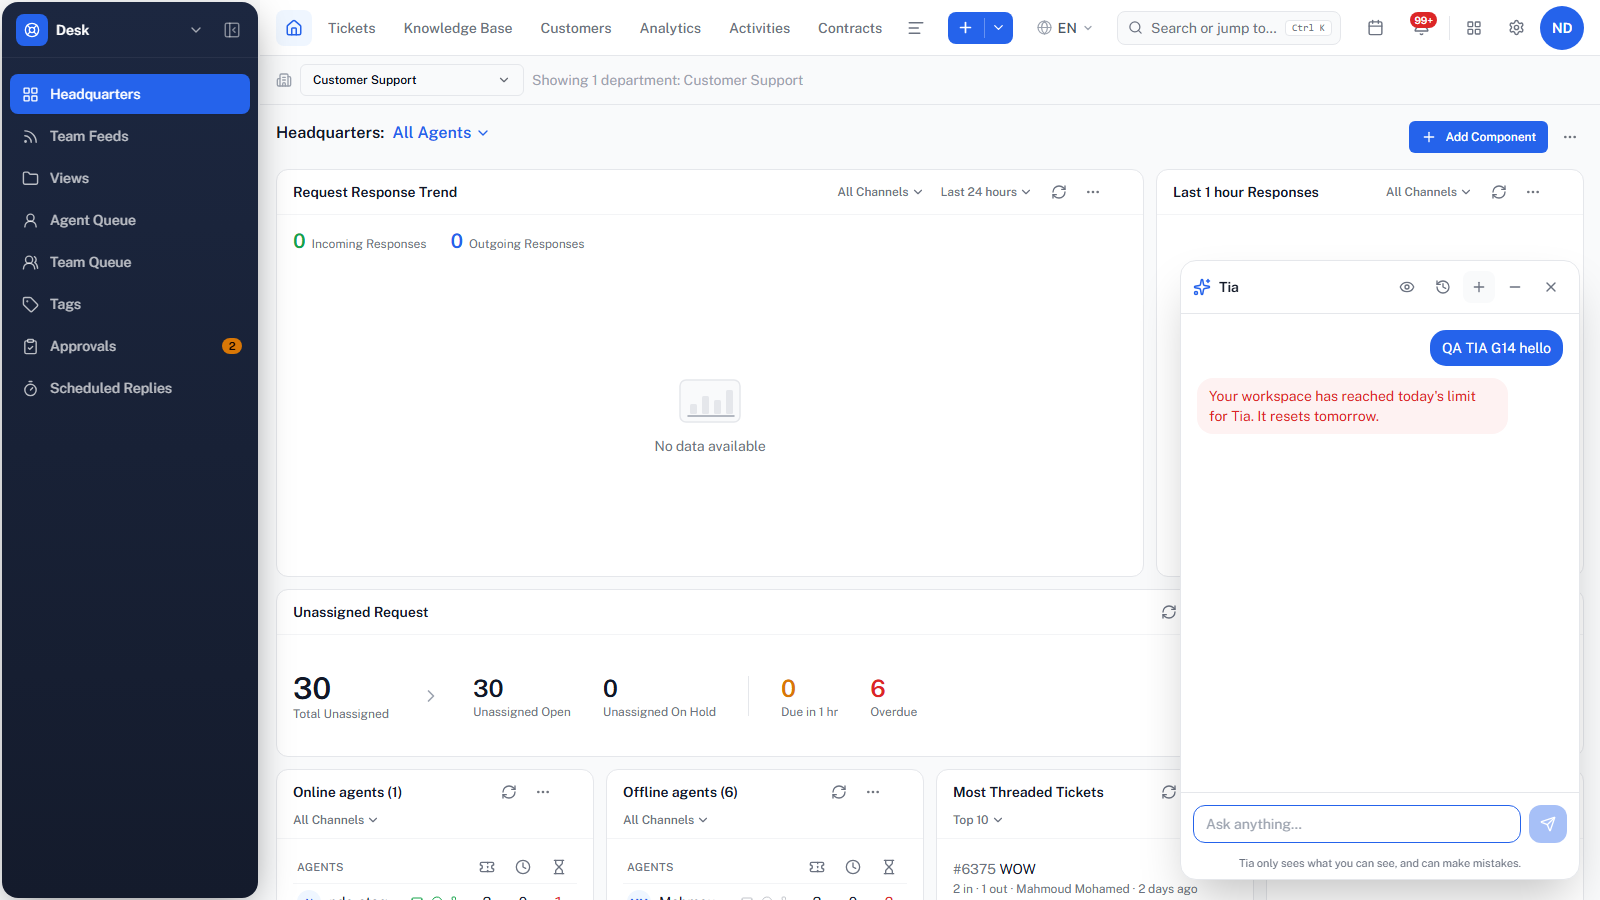 Desk
Headquarters
Team Feeds
Views
Agent Queue
Team Queue
Tags
Approvals 2
Scheduled Replies
Tickets Knowledge Base Customers Analytics Activities Contracts EN Search or jump to... Ctrl K 99+ ND
Customer Support Showing 1 department: Customer Support
Headquarters: All Agents Add Component
Request Response Trend All Channels Last 24 hours
0 Incoming Responses 0 Outgoing Responses
No data available
Last 1 hour Responses All Channels
Unassigned Request
30 Total Unassigned
30 Unassigned Open
0 Unassigned On Hold
0 Due in 1 hr
6 Overdue
Online agents (1)
All Channels
AGENTS
Offline agents (6)
All Channels
AGENTS
Most Threaded Tickets
Top 10
#6375 WOW
2 in · 1 out · Mahmoud Mohamed · 2 days ago
Tia
QA TIA G14 hello
Your workspace has reached today's limit
for Tia. It resets tomorrow.
Ask anything...
Tia only sees what you can see, and can make mistakes.